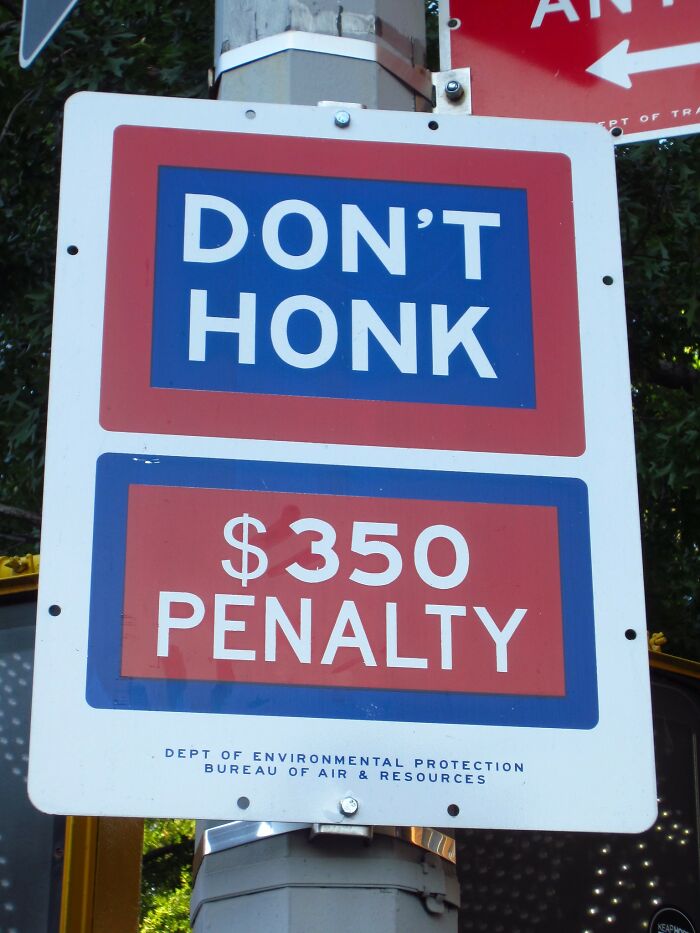 DON'T
HONK
$350
PENALTY
DEPT OF ENVIRONMENTAL PROTECTION
BUREAU OF AIR & RESOURCES